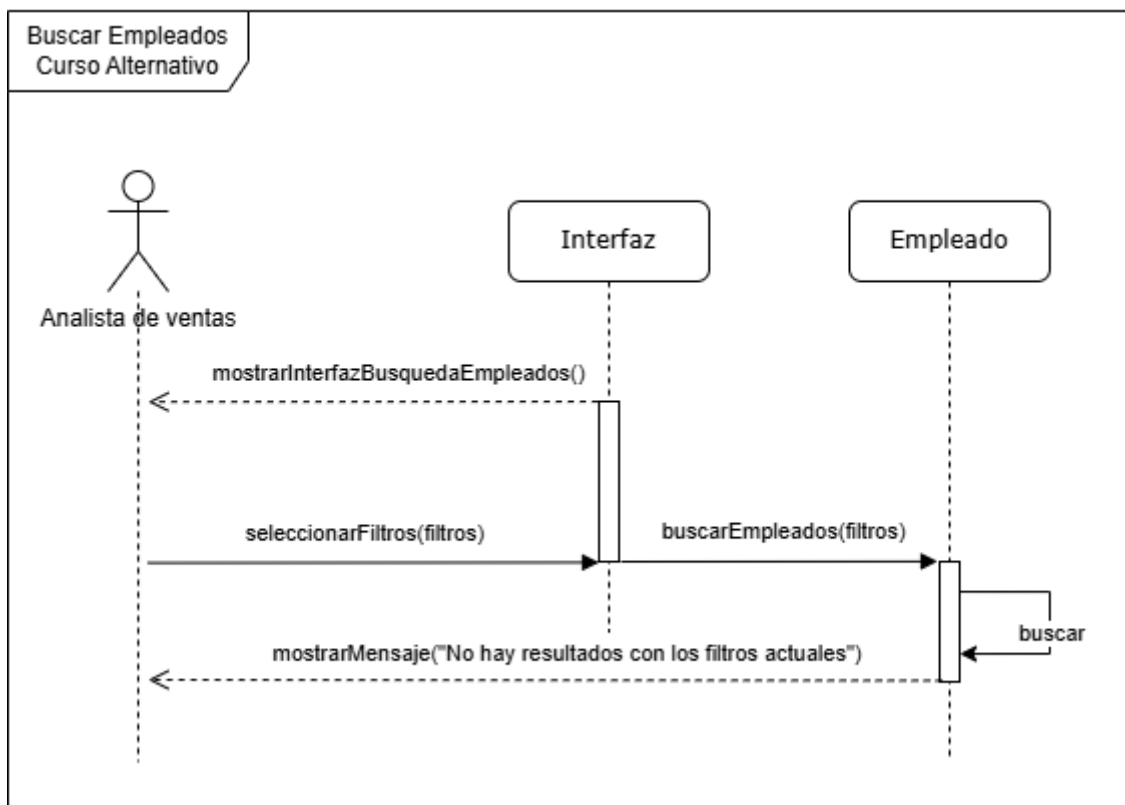 Buscar Empleados
Curso Alternativo
Interfaz
Empleado
Analista de ventas
mostrarInterfazBusquedaEmpleados()
seleccionarFiltros(filtros)
buscarEmpleados(filtros)
buscar
mostrarMensaje("No hay resultados con los filtros actuales")